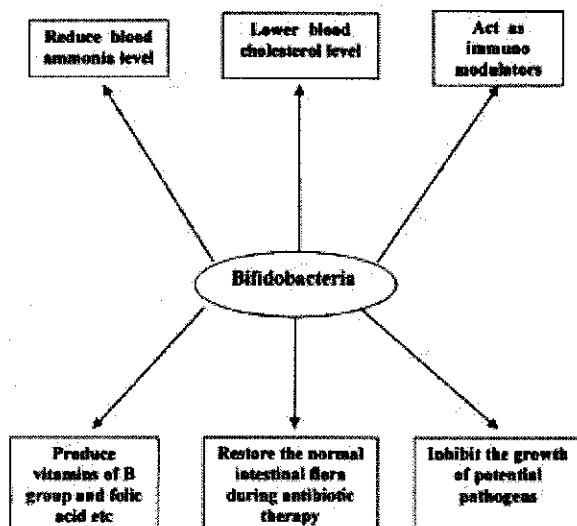 Reduce blood
ammonia level
Lower blood
cholesterol level
Act as
immuno
modulators
Bifidobacteria
Produce
vitamins of B
group and folic
acid etc
Restore the normal
intestinal flora
during antibiotic
therapy
Inhibit the growth
of potential
pathogens